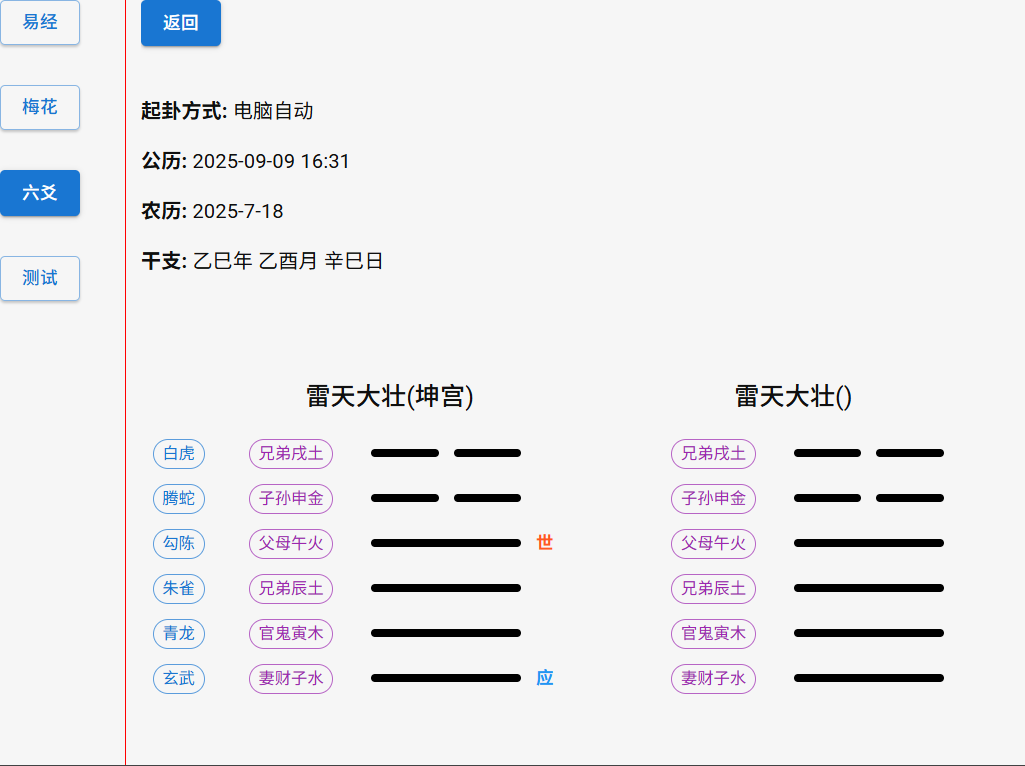 易经
梅花
六爻
测试
返回
起卦方式: 电脑自动
公历: 2025-09-09 16:31
农历: 2025-7-18
干支: 乙巳年 乙酉月 辛巳日
雷天大壮(坤宫) 雷天大壮()
白虎 兄弟戌土 兄弟戌土
腾蛇 子孙申金 子孙申金
勾陈 父母午火 世 父母午火
朱雀 兄弟辰土 兄弟辰土
青龙 官鬼寅木 官鬼寅木
玄武 妻财子水 应 妻财子水